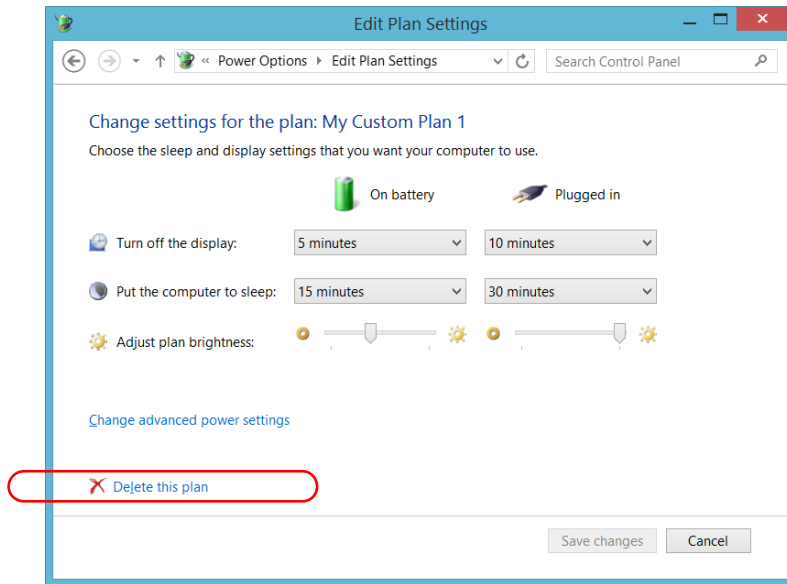 Edit Plan Settings
« Power Options Edit Plan Settings Search Control Panel
Change settings for the plan: My Custom Plan 1
Choose the sleep and display settings that you want your computer to use.
On battery Plugged in
Turn off the display: 5 minutes 10 minutes
Put the computer to sleep: 15 minutes 30 minutes
Adjust plan brightness:
Change advanced power settings
Delete this plan
Save changes Cancel